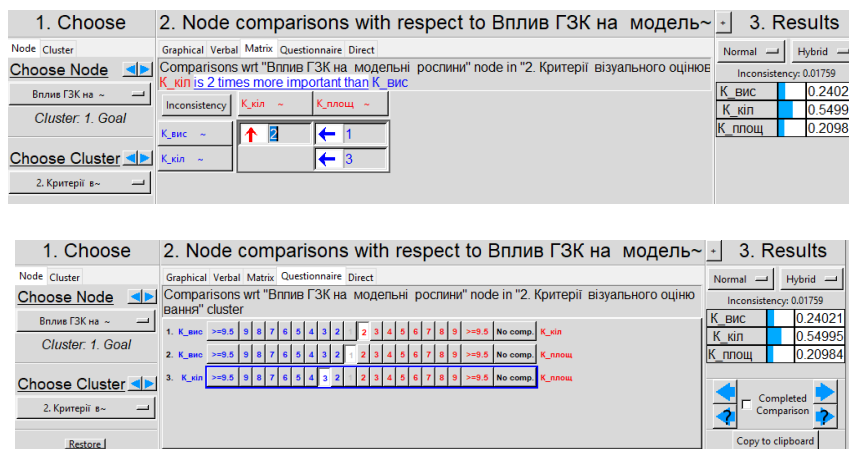 1. Choose
2. Node comparisons with respect to Вплив ГЗК на модель~
+
3. Results
Node Cluster
Graphical Verbal Matrix Questionnaire Direct
Normal
Hybrid
Choose Node
Comparisons wrt "Вплив ГЗК на модельні рослини" node in "2. Критерії візуального оцінюв
К_кіл is 2 times more important than К_вис
Inconsistency: 0.01759
Вплив ГЗК на ~
Inconsistency К_кіл ~ К_площ ~
К_вис 0.2402
Cluster: 1. Goal
К_кіл 0.5499
К_вис ~ 2 1
К_площ 0.2098
Choose Cluster
К_кіл ~ 3
2. Критерії в~
1. Choose
2. Node comparisons with respect to Вплив ГЗК на модель~
+
3. Results
Node Cluster
Graphical Verbal Matrix Questionnaire Direct
Normal
Hybrid
Choose Node
Comparisons wrt "Вплив ГЗК на модельні рослини" node in "2. Критерії візуального оціню
вання" cluster
Inconsistency: 0.01759
Вплив ГЗК на ~
К_вис 0.24021
Cluster: 1. Goal
1. К_вис >=9.5 9 8 7 6 5 4 3 2 1 2 3 4 5 6 7 8 9 >=9.5 No comp. К_кіл
К_кіл 0.54995
2. К_вис >=9.5 9 8 7 6 5 4 3 2 1 2 3 4 5 6 7 8 9 >=9.5 No comp. К_площ
К_площ 0.20984
Choose Cluster
3. К_кіл >=9.5 9 8 7 6 5 4 3 2 1 2 3 4 5 6 7 8 9 >=9.5 No comp. К_площ
2. Критерії в~
Completed
Comparison
?
?
Restore
Copy to clipboard